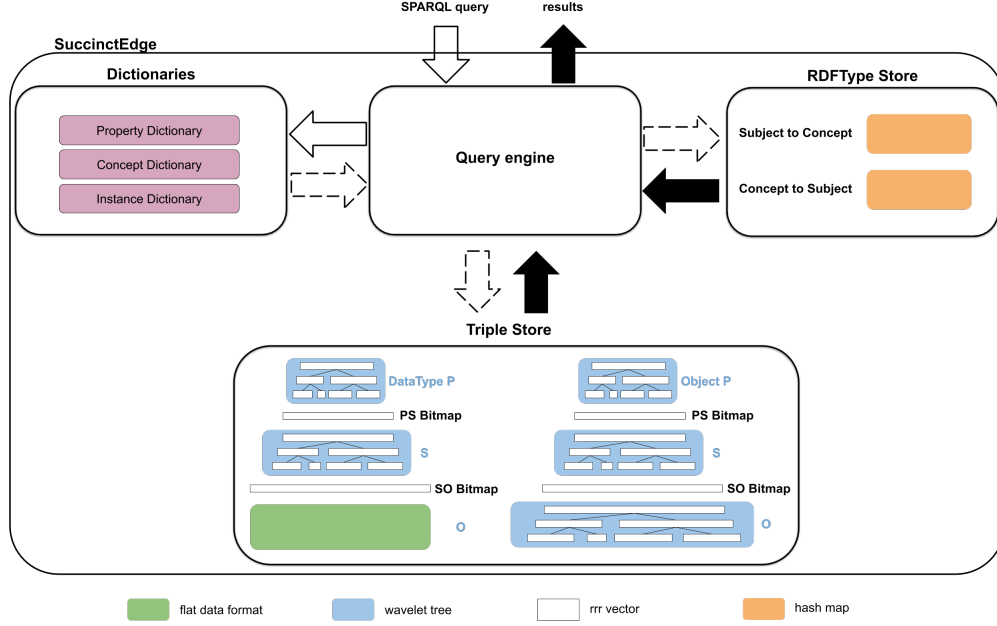 SPARQL query
results
SuccinctEdge
Dictionaries
RDFType Store
Property Dictionary
Concept Dictionary
Instance Dictionary
Query engine
Subject to Concept
Concept to Subject
Triple Store
DataType P
Object P
PS Bitmap
PS Bitmap
S
S
SO Bitmap
SO Bitmap
O
O
flat data format
wavelet tree
rrr vector
hash map